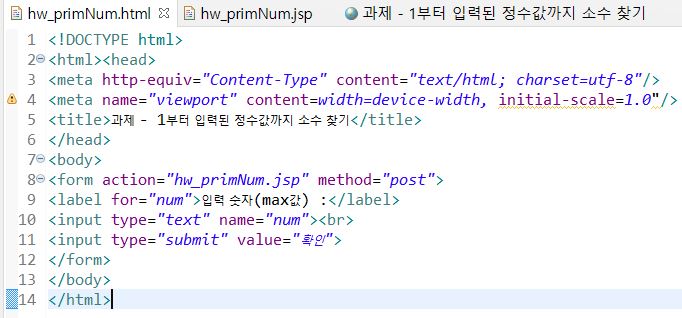 hw_primNum.html hw_primNum.jsp 과제 - 1부터 입력된 정수값까지 소수 찾기
1 <!DOCTYPE html>
2 <html><head>
3 <meta http-equiv="Content-Type" content="text/html; charset=utf-8"/>
4 <meta name="viewport" content=width=device-width, initial-scale=1.0"/>
5 <title>과제 - 1부터 입력된 정수값까지 소수 찾기</title>
6 </head>
7 <body>
8 <form action="hw_primNum.jsp" method="post">
9 <label for="num">입력 숫자(max값) :</label>
10 <input type="text" name="num"><br>
11 <input type="submit" value="확인">
12 </form>
13 </body>
14 </html>